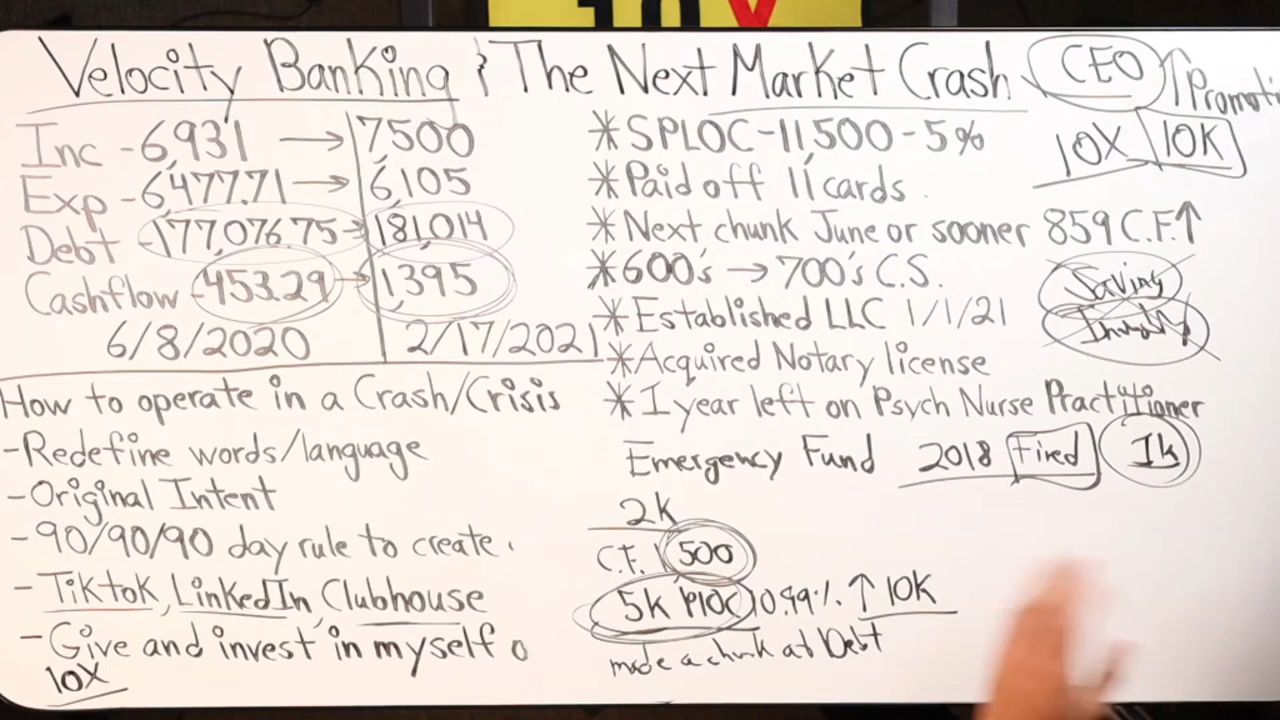 Velocity Banking & The Next Market Crash
CEO ↑Promoti
10X 10K
Inc -6,931 → 7500
Exp -6,477.71 → 6,105
Debt -177,076.75 → 181,014
Cashflow -453.29 → 1,395
6/8/2020 2/17/2021
How to operate in a Crash/Crisis
-Redefine words/language
-Original Intent
-90/90/90 day rule to create.
-TikTok, LinkedIn, Clubhouse
-Give and invest in myself
10X
*SPLOC-11,500-5%
*Paid off 11 cards.
*Next chunk June or sooner 859 C.F.↑
*600's → 700's C.S.
Saving
*Established LLC 1/1/21
*Acquired Notary license
*1 year left on Psych Nurse Practitioner
Emergency Fund 2018 Fired 1k
2K
C.F. 500
5k PLOC 10.99% ↑ 10K
made a chunk at Debt